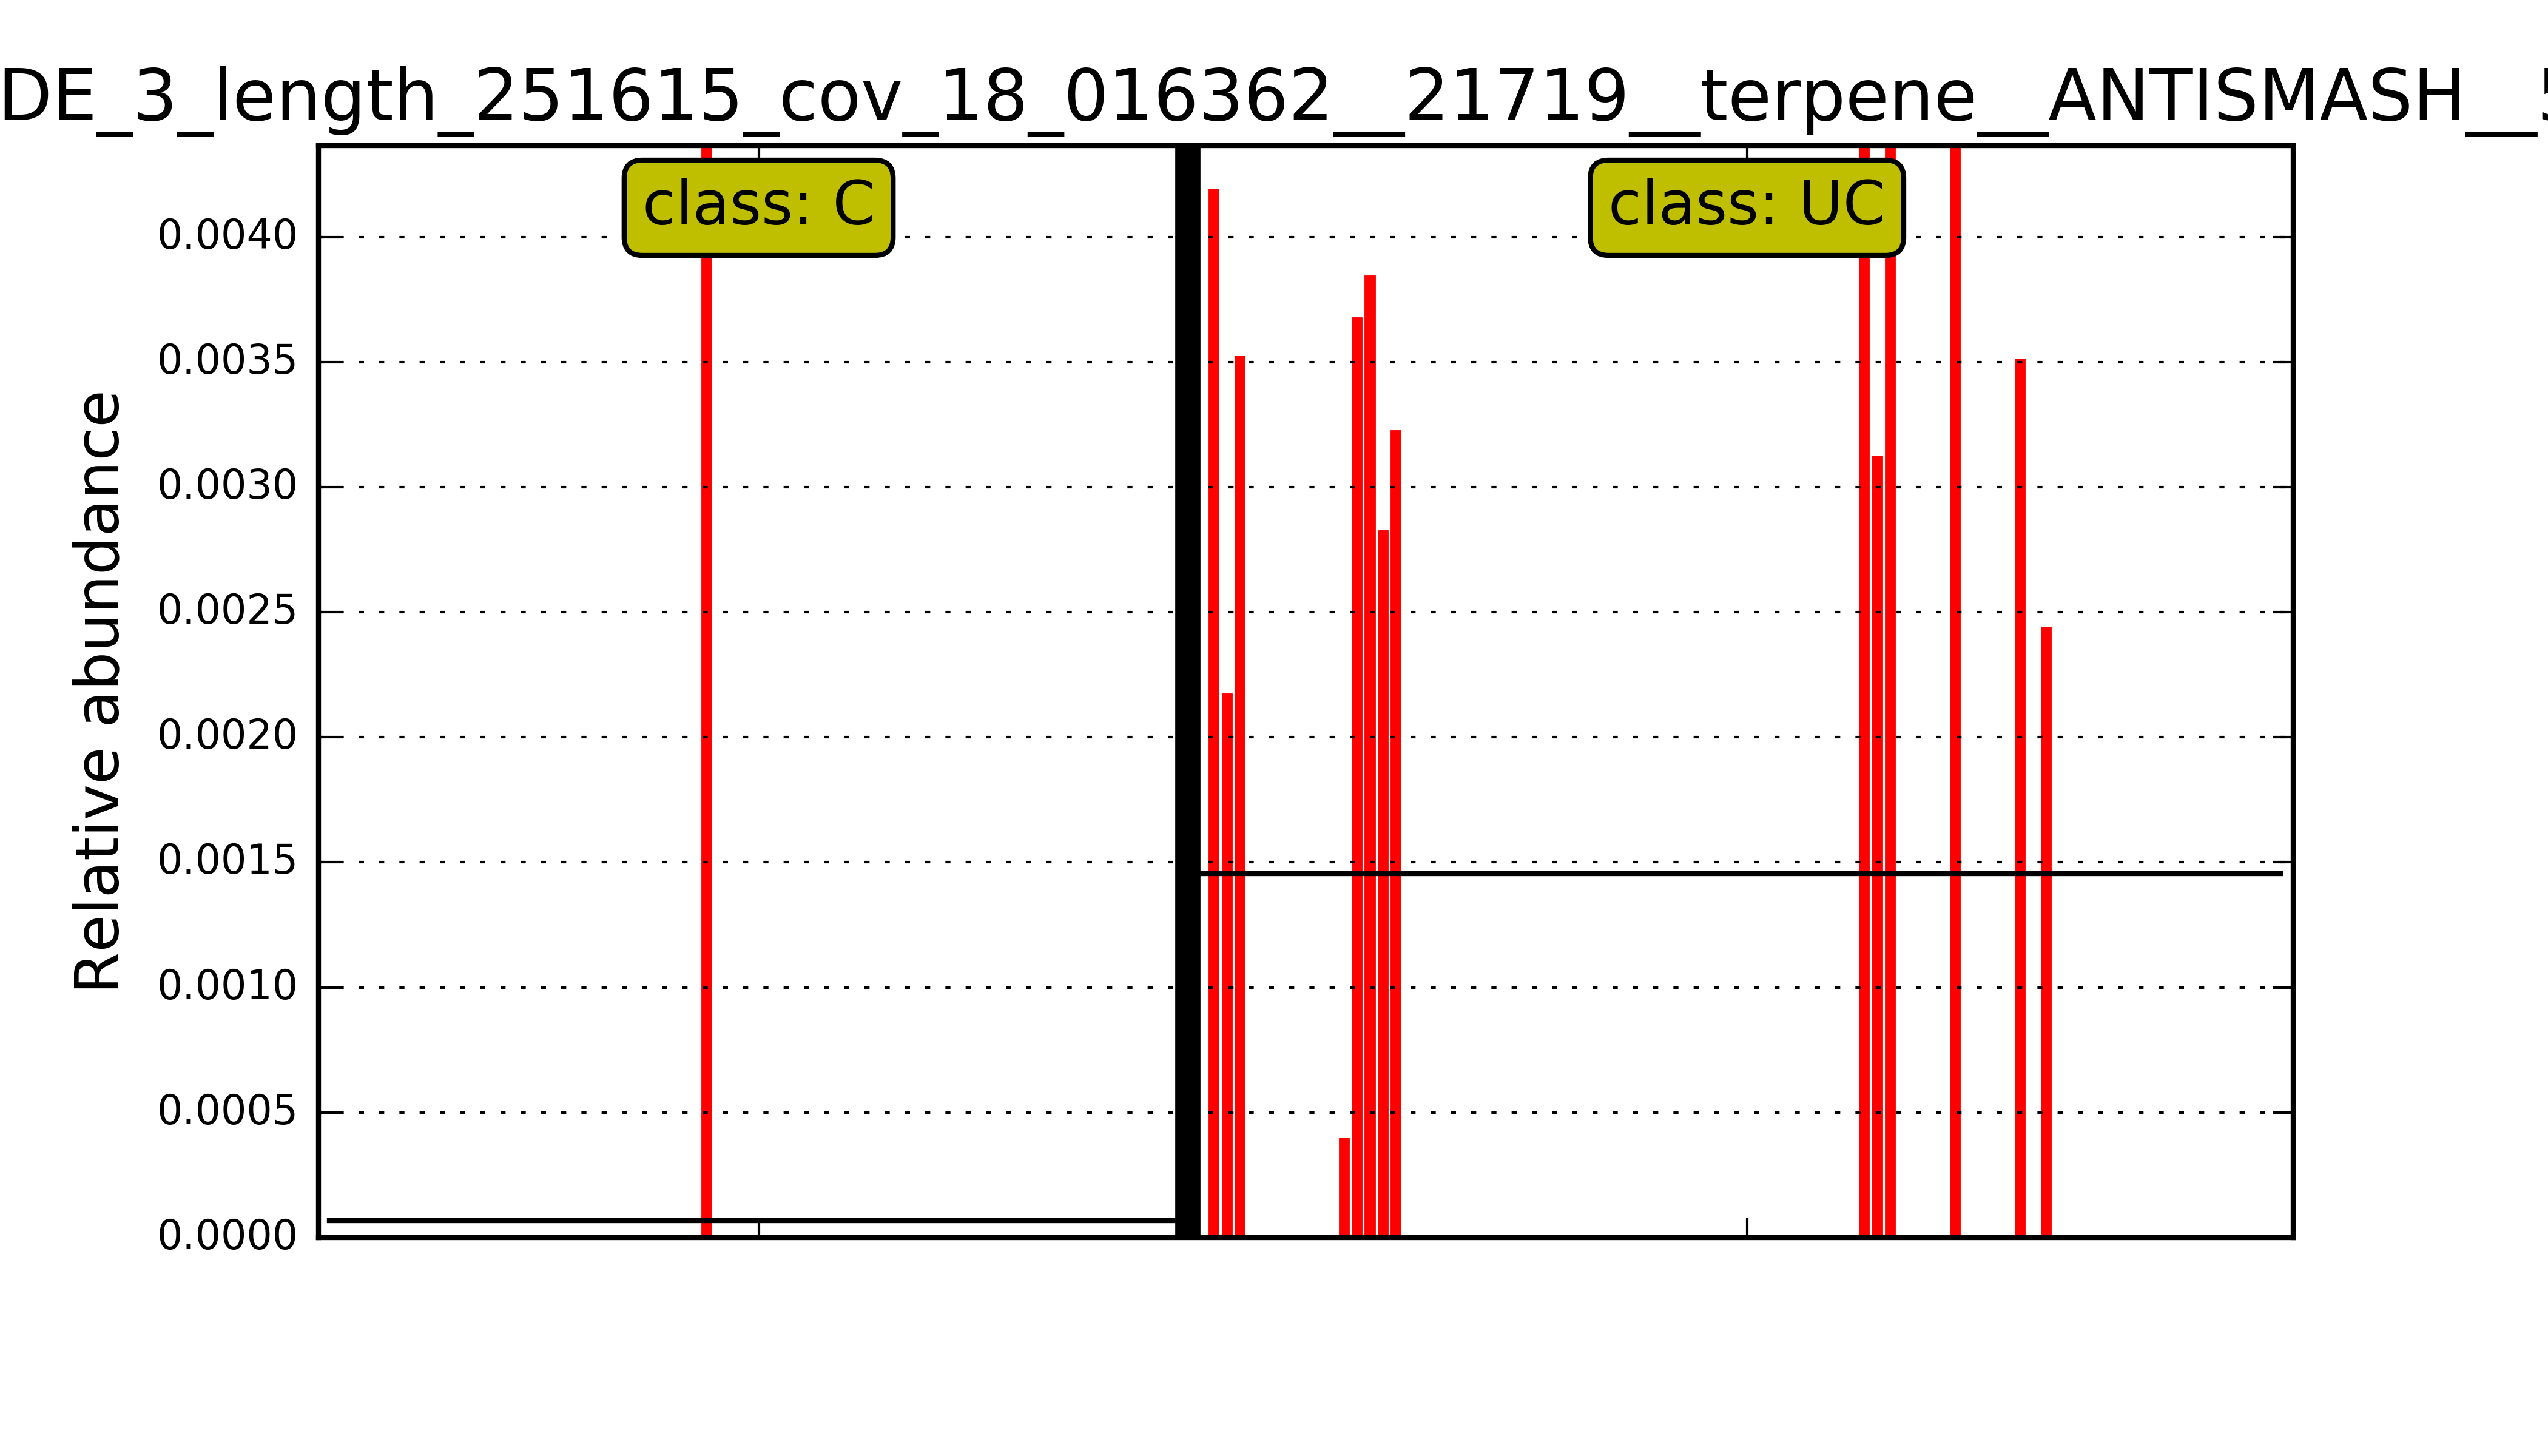 DE_3_length_251615_cov_18_016362__21719__terpene__ANTISMASH__5
class: C
class: UC
0.0040
0.0035
0.0030
0.0025
0.0020
0.0015
0.0010
0.0005
0.0000
Relative abundance